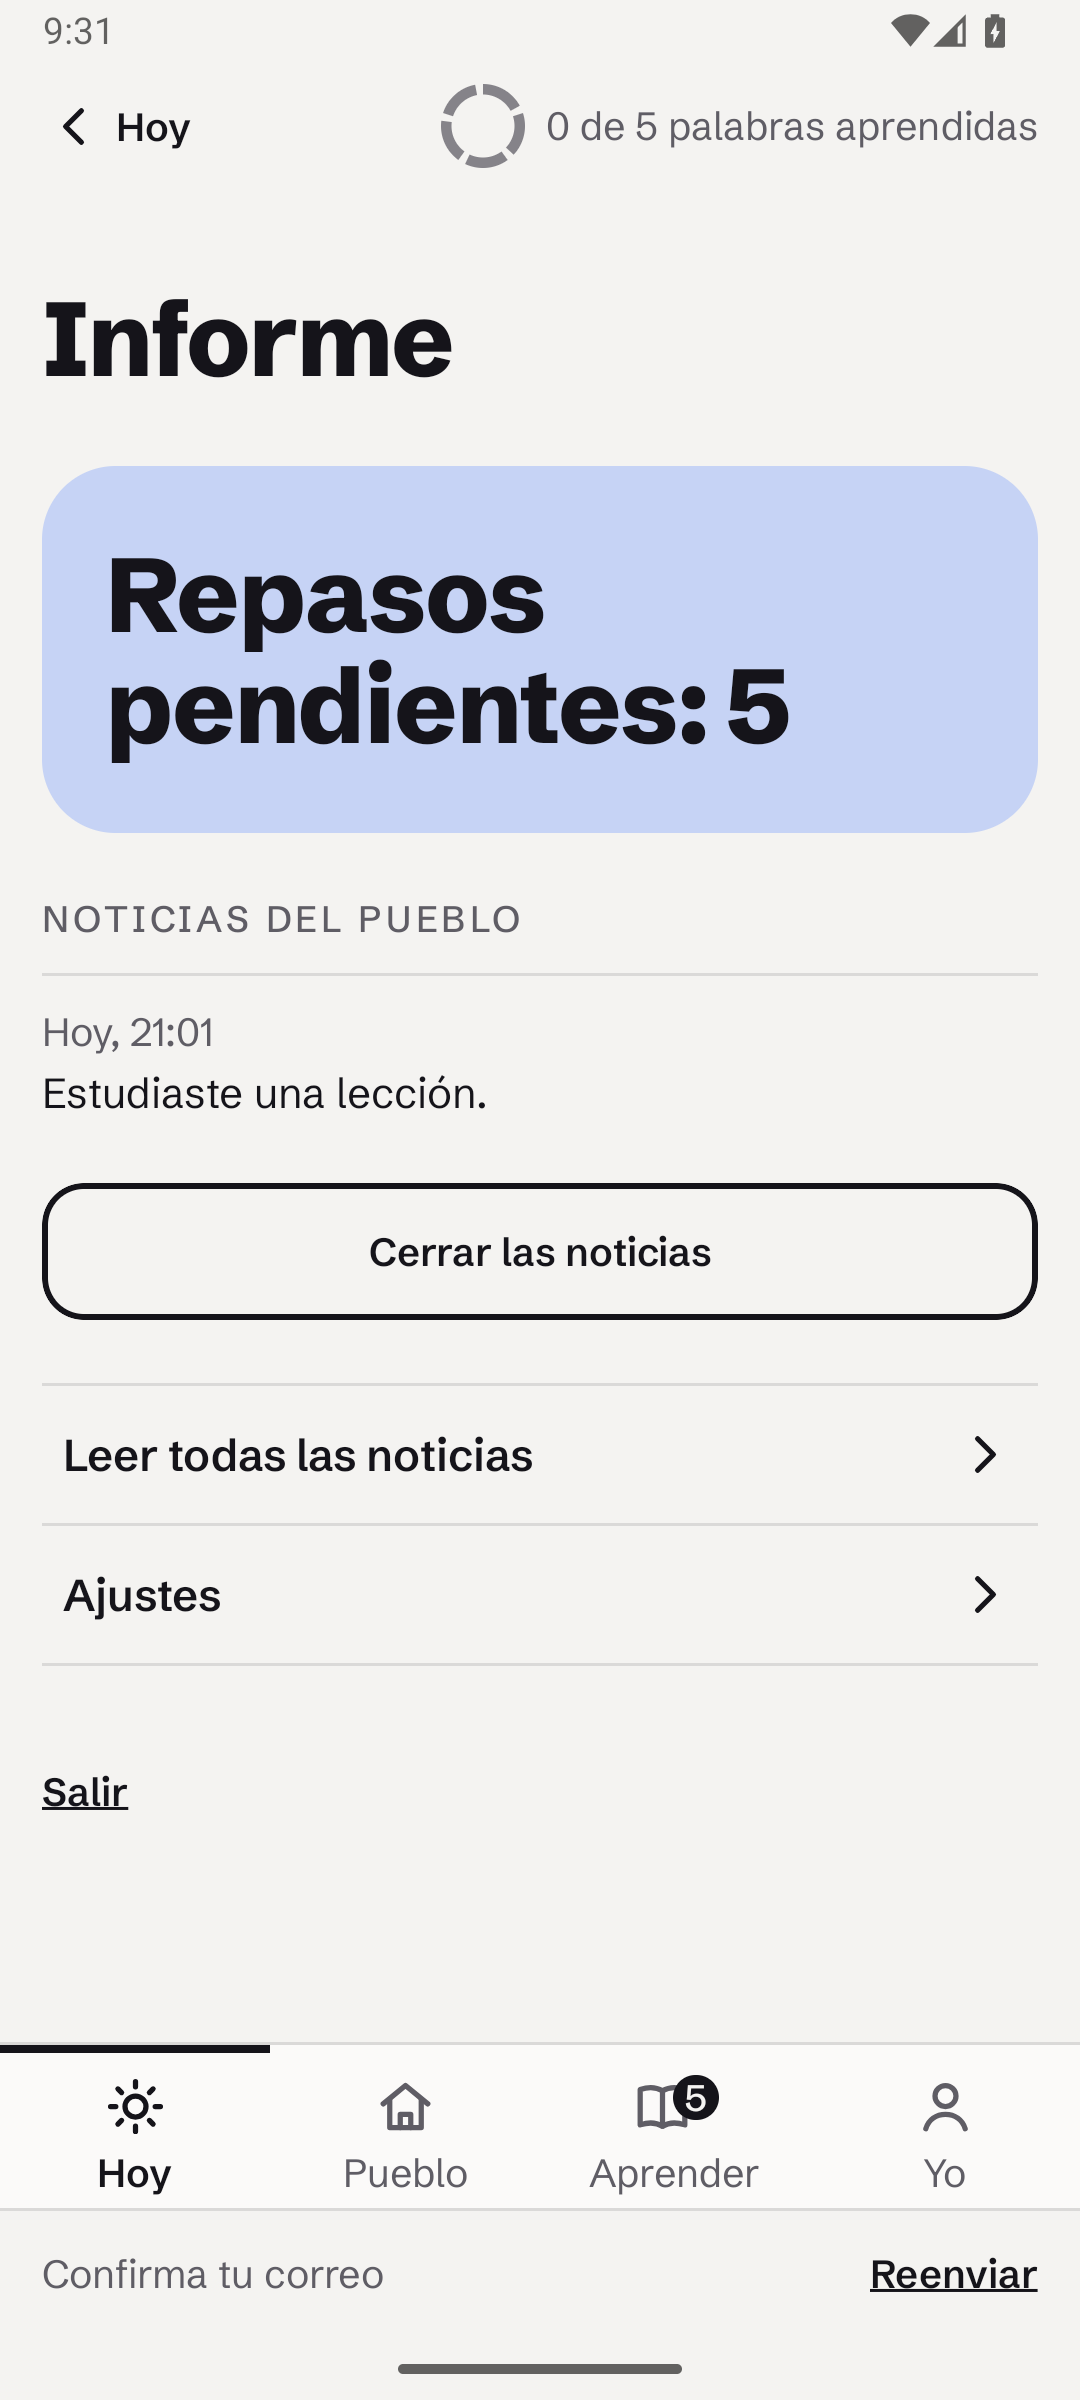 9:31
Hoy
0 de 5 palabras aprendidas
Informe
Repasos
pendientes: 5
NOTICIAS DEL PUEBLO
Hoy, 21:01
Estudiaste una lección.
Cerrar las noticias
Leer todas las noticias
Ajustes
Salir
5
Hoy
Pueblo
Aprender
Yo
Confirma tu correo
Reenviar